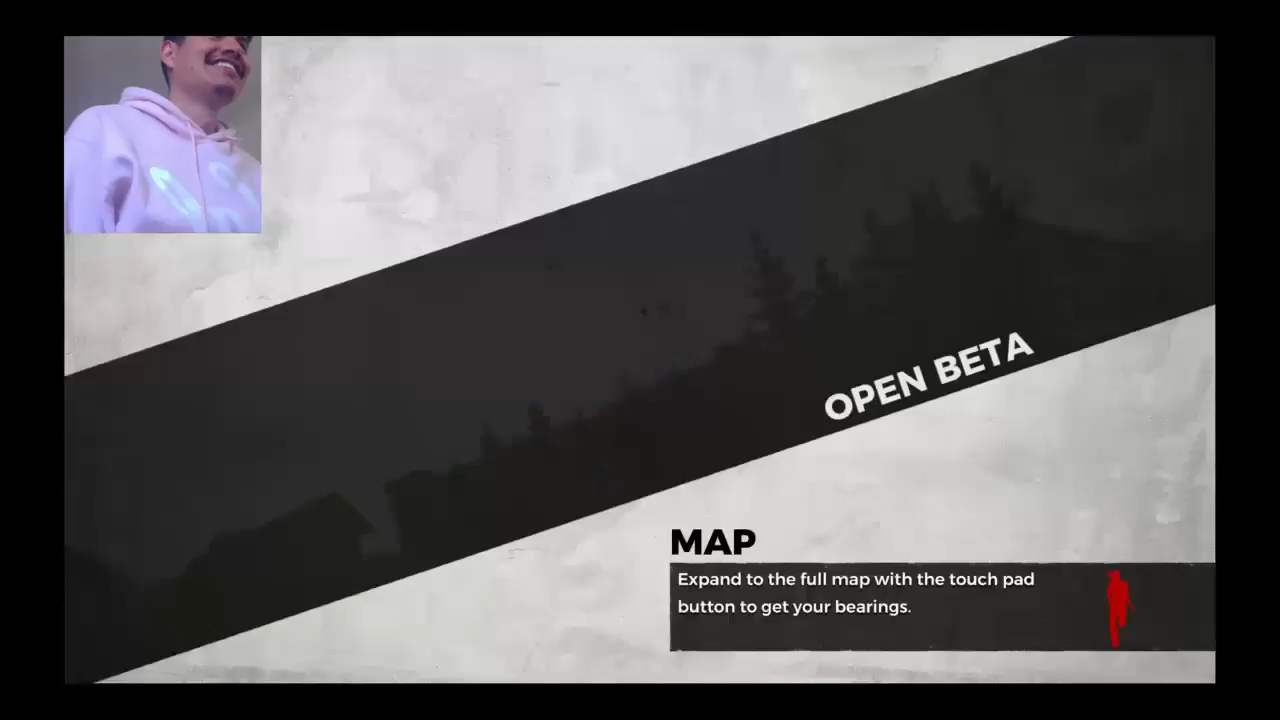 OPEN BETA
MAP
Expand to the full map with the touch pad
button to get your bearings.